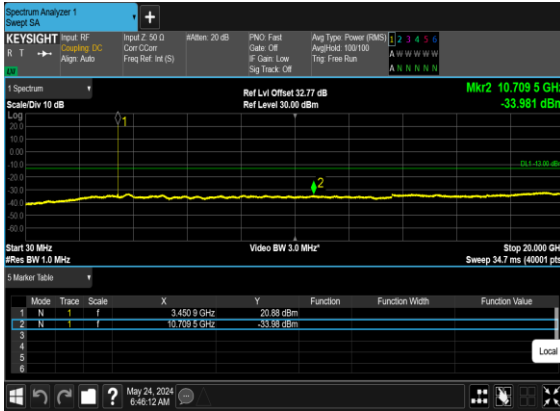 Spectrum Analyzer 1
Swept SA
+
KEYSIGHT Input: RF Input Z: 50 Ω #Atten: 20 dB PNO: Fast Avg Type: Power (RMS) 1 2 3 4 5 6
R T Coupling: DC Corr CCorr Gate: Off Avg|Hold: 100/100 A W W W W W
Align: Auto Freq Ref: Int (S) IF Gain: Low Trig: Free Run
Sig Track: Off A N N N N N
1 Spectrum Ref Lvl Offset 32.77 dB Mkr2 10.709 5 GHz
Scale/Div 10 dB Ref Level 30.00 dBm -33.981 dBm
Log
20.0 1
10.0
0.00
-10.0 DL1 -13.00 dBm
-20.0
-30.0 2
-40.0
-50.0
-60.0
Start 30 MHz Video BW 3.0 MHz* Stop 20.000 GHz
#Res BW 1.0 MHz Sweep 34.7 ms (40001 pts)
5 Marker Table
Mode Trace Scale X Y Function Function Width Function Value
1 N 1 f 3.450 9 GHz 20.88 dBm
2 N 1 f 10.709 5 GHz -33.98 dBm
3
4
5
6
Local
? May 24, 2024
6:46:12 AM